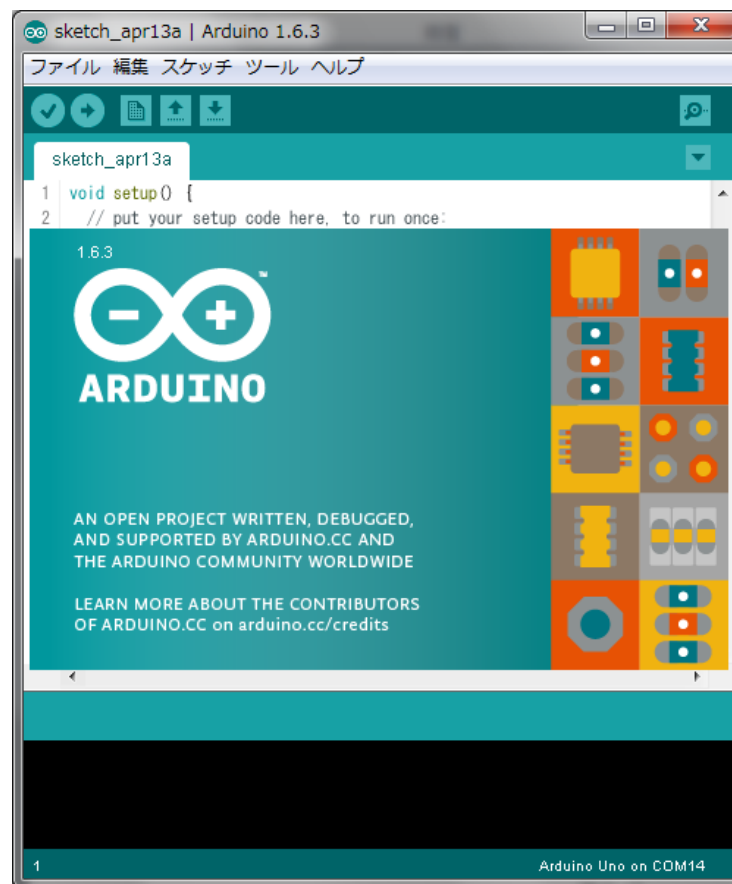 sketch_apr13a | Arduino 1.6.3
ファイル 編集 スケッチ ツール ヘルプ
sketch_apr13a
1 void setup() {
2 // put your setup code here, to run once:
1.6.3
TM
ARDUINO
AN OPEN PROJECT WRITTEN, DEBUGGED,
AND SUPPORTED BY ARDUINO.CC AND
THE ARDUINO COMMUNITY WORLDWIDE
LEARN MORE ABOUT THE CONTRIBUTORS
OF ARDUINO.CC on arduino.cc/credits
1 Arduino Uno on COM14